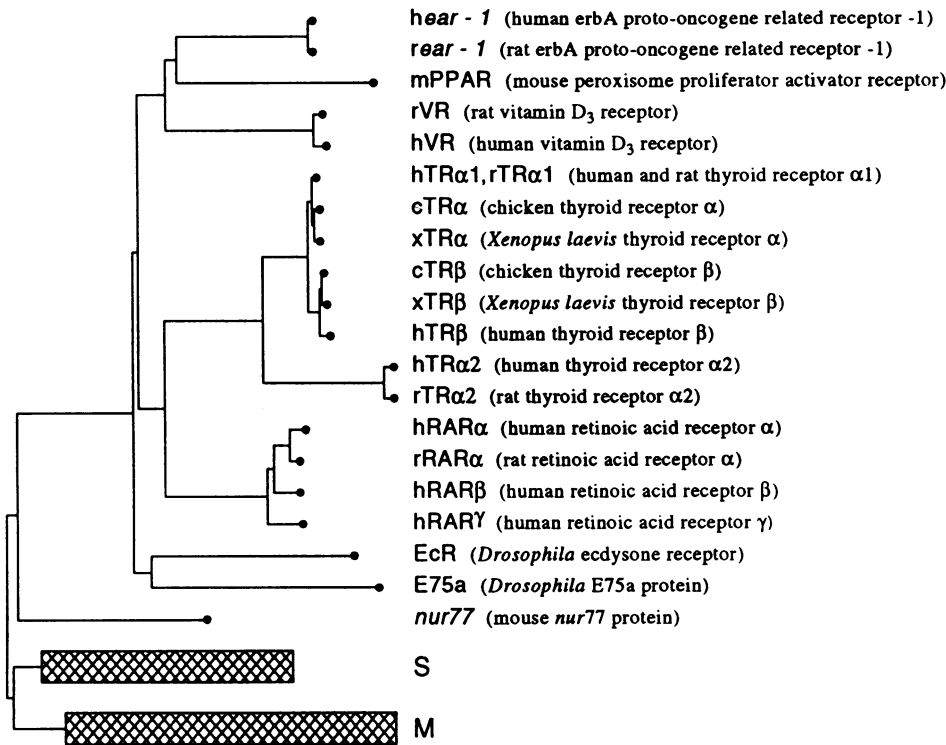 hear - 1 (human erbA proto-oncogene related receptor -1)
rear - 1 (rat erbA proto-oncogene related receptor -1)
mPPAR (mouse peroxisome proliferator activator receptor)
rVR (rat vitamin D₃ receptor)
hVR (human vitamin D₃ receptor)
hTRα1, rTRα1 (human and rat thyroid receptor α1)
cTRα (chicken thyroid receptor α)
xTRα (Xenopus laevis thyroid receptor α)
cTRβ (chicken thyroid receptor β)
xTRβ (Xenopus laevis thyroid receptor β)
hTRβ (human thyroid receptor β)
hTRα2 (human thyroid receptor α2)
rTRα2 (rat thyroid receptor α2)
hRARα (human retinoic acid receptor α)
rRARα (rat retinoic acid receptor α)
hRARβ (human retinoic acid receptor β)
hRARγ (human retinoic acid receptor γ)
EcR (Drosophila ecdysone receptor)
E75a (Drosophila E75a protein)
nur77 (mouse nur77 protein)
S
M